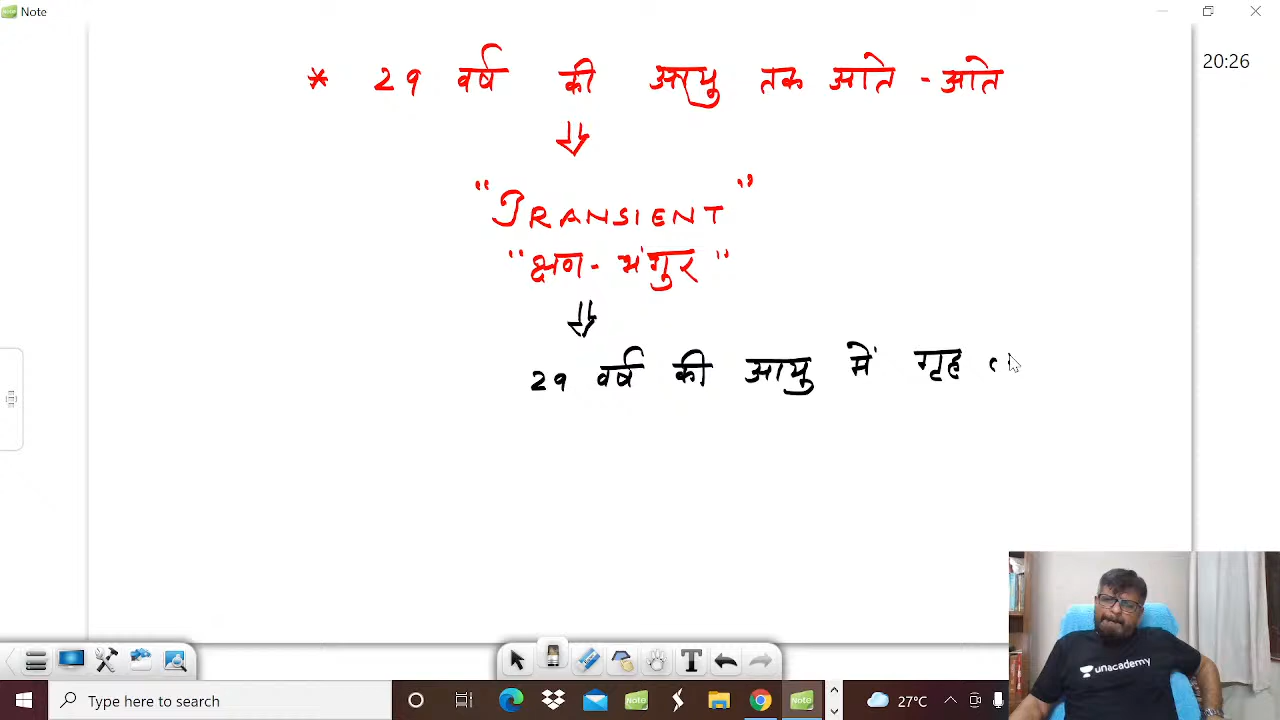 Note
20:26
* 29 वर्ष की आयु तक आते - आते
"TRANSIENT"
"क्षण - भंगुर"
29 वर्ष की आयु में गृह
unacademy
Type here to search
27°C